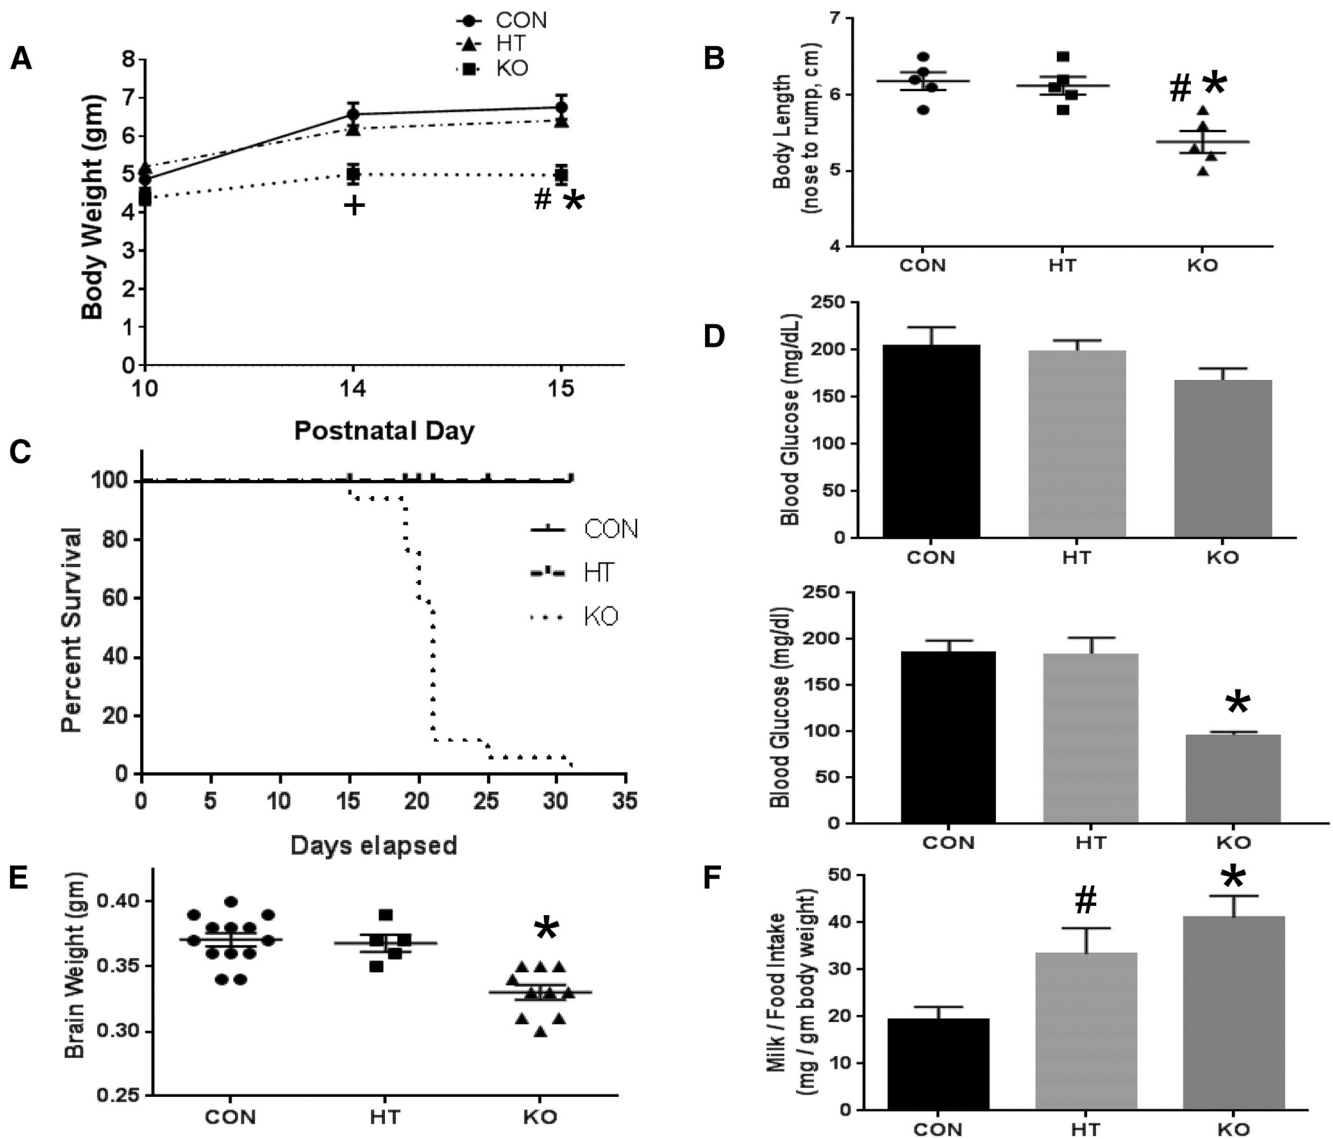 A
CON
HT
KO
8
7
6
5
4
3
2
1
0
Body Weight (gm)
+
# *
10 14 15
Postnatal Day
B
7
6
5
4
Body Length
(nose to rump, cm)
# *
CON HT KO
C
100
80
60
40
20
0
Percent Survival
CON
HT
KO
0 5 10 15 20 25 30 35
Days elapsed
D
250
200
150
100
50
0
Blood Glucose (mg/dL)
CON HT KO
250
200
150
100
50
0
Blood Glucose (mg/dl)
*
CON HT KO
E
0.40
0.35
0.30
0.25
Brain Weight (gm)
*
CON HT KO
F
50
40
30
20
10
0
Milk / Food Intake
(mg / gm body weight)
# *
CON HT KO